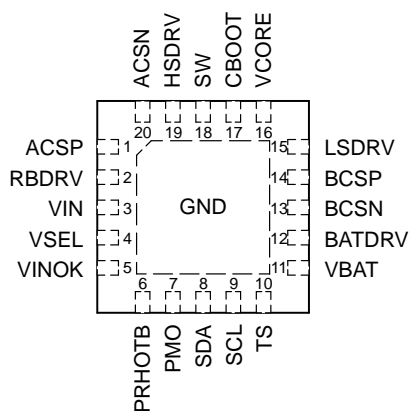 ACSN HSDRV SW CBOOT VCORE
20 19 18 17 16
ACSP 1 15 LSDRV
RBDRV 2 14 BCSP
VIN 3 GND 13 BCSN
VSEL 4 12 BATDRV
VINOK 5 11 VBAT
6 7 8 9 10
PRHOTB PMO SDA SCL TS